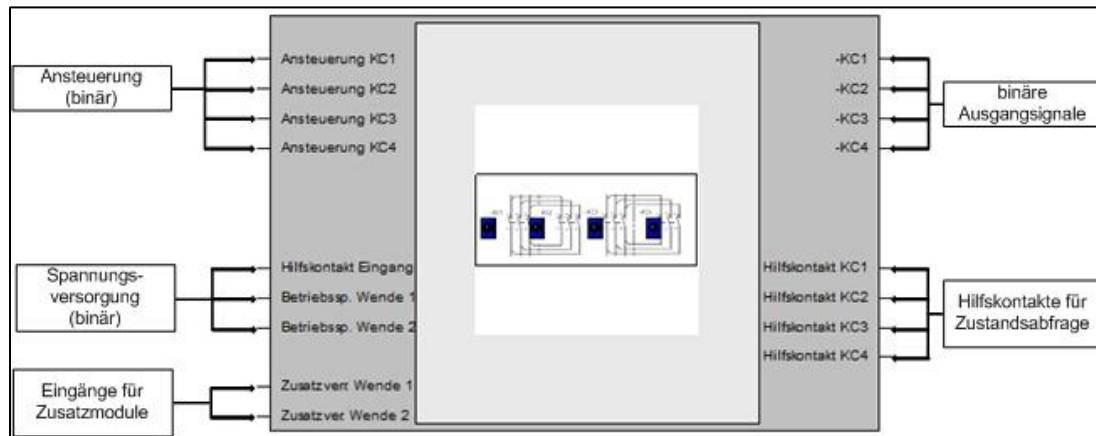 Ansteuerung
(binär)
Ansteuerung KC1
Ansteuerung KC2
Ansteuerung KC3
Ansteuerung KC4
Spannungs-
versorgung
(binär)
Hilfskontakt Eingang
Betriebssp. Wende 1
Betriebssp. Wende 2
Eingänge für
Zusatzmodule
Zusatzverr. Wende 1
Zusatzver. Wende 2
-KC1
-KC2
-KC3
-KC4
binäre
Ausgangsignale
Hilfskontakt KC1
Hilfskontakt KC2
Hilfskontakt KC3
Hilfskontakt KC4
Hilfskontakte für
Zustandsabfrage